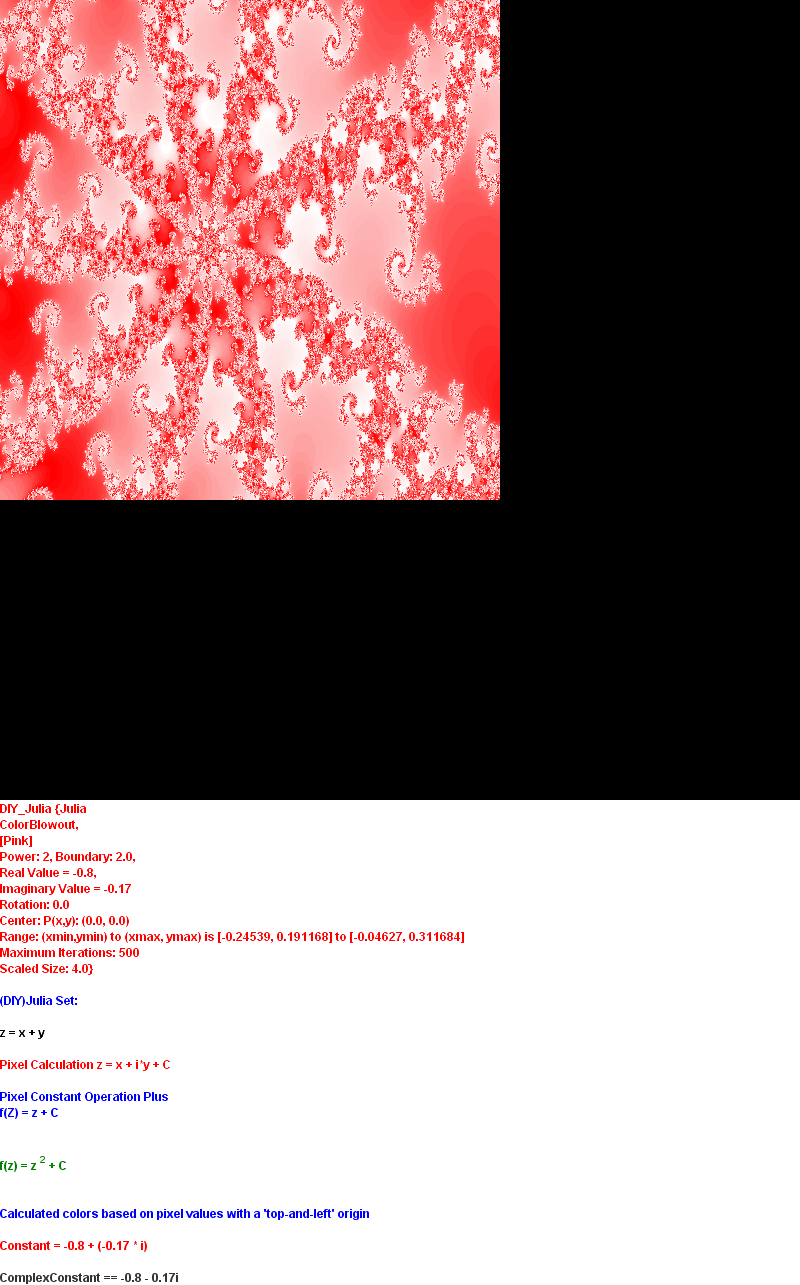 DIY_Julia {Julia
ColorBlowout,
[Pink]
Power: 2, Boundary: 2.0,
Real Value = -0.8,
Imaginary Value = -0.17
Rotation: 0.0
Center: P(x,y): (0.0, 0.0)
Range: (xmin,ymin) to (xmax, ymax) is [-0.24539, 0.191168] to [-0.04627, 0.311684]
Maximum Iterations: 500
Scaled Size: 4.0}
(DIY)Julia Set:
z = x + y
Pixel Calculation z = x + i*y + C
Pixel Constant Operation Plus
f(Z) = z + C
f(z) = z 2 + C
Calculated colors based on pixel values with a 'top-and-left' origin
Constant = -0.8 + (-0.17 * i)
ComplexConstant == -0.8 - 0.17i